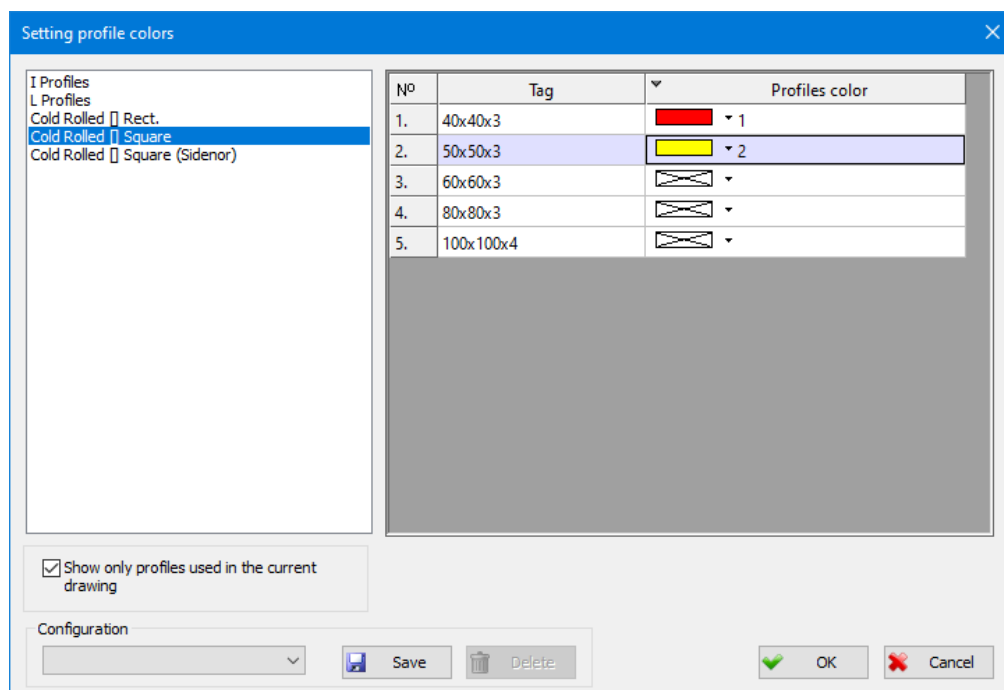 Setting profile colors
I Profiles
L Profiles
Cold Rolled [] Rect.
Cold Rolled [] Square
Cold Rolled [] Square (Sidenor)
Nº Tag Profiles color
1. 40x40x3 1
2. 50x50x3 2
3. 60x60x3
4. 80x80x3
5. 100x100x4
Show only profiles used in the current
drawing
Configuration
Save Delete OK Cancel